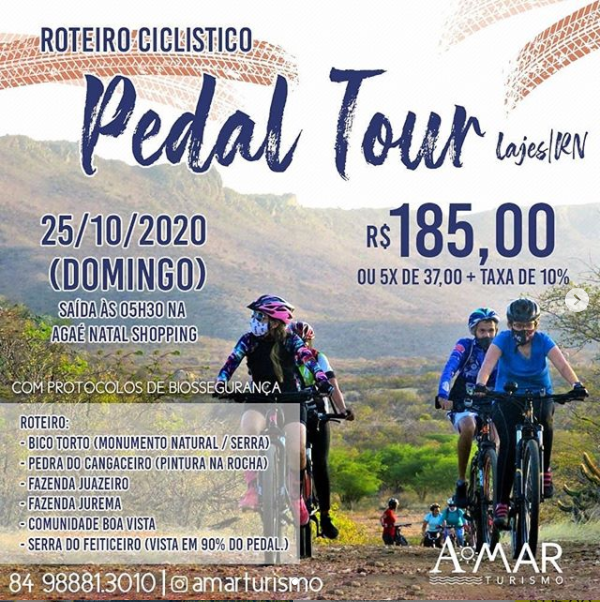 ROTEIRO CICLISTICO
Pedal Tour Lajes|RN
25/10/2020
(DOMINGO)
SAÍDA ÀS 05H30 NA
AGAÉ NATAL SHOPPING
R$185,00
OU 5X DE 37,00 + TAXA DE 10%
COM PROTOCOLOS DE BIOSSEGURANÇA
ROTEIRO:
- BICO TORTO (MONUMENTO NATURAL / SERRA)
- PEDRA DO CANGACEIRO (PINTURA NA ROCHA)
- FAZENDA JUAZEIRO
- FAZENDA JUREMA
- COMUNIDADE BOA VISTA
- SERRA DO FEITICEIRO (VISTA EM 90% DO PEDAL.)
84 98881.3010 | @amarturismo
A MAR
TURISMO